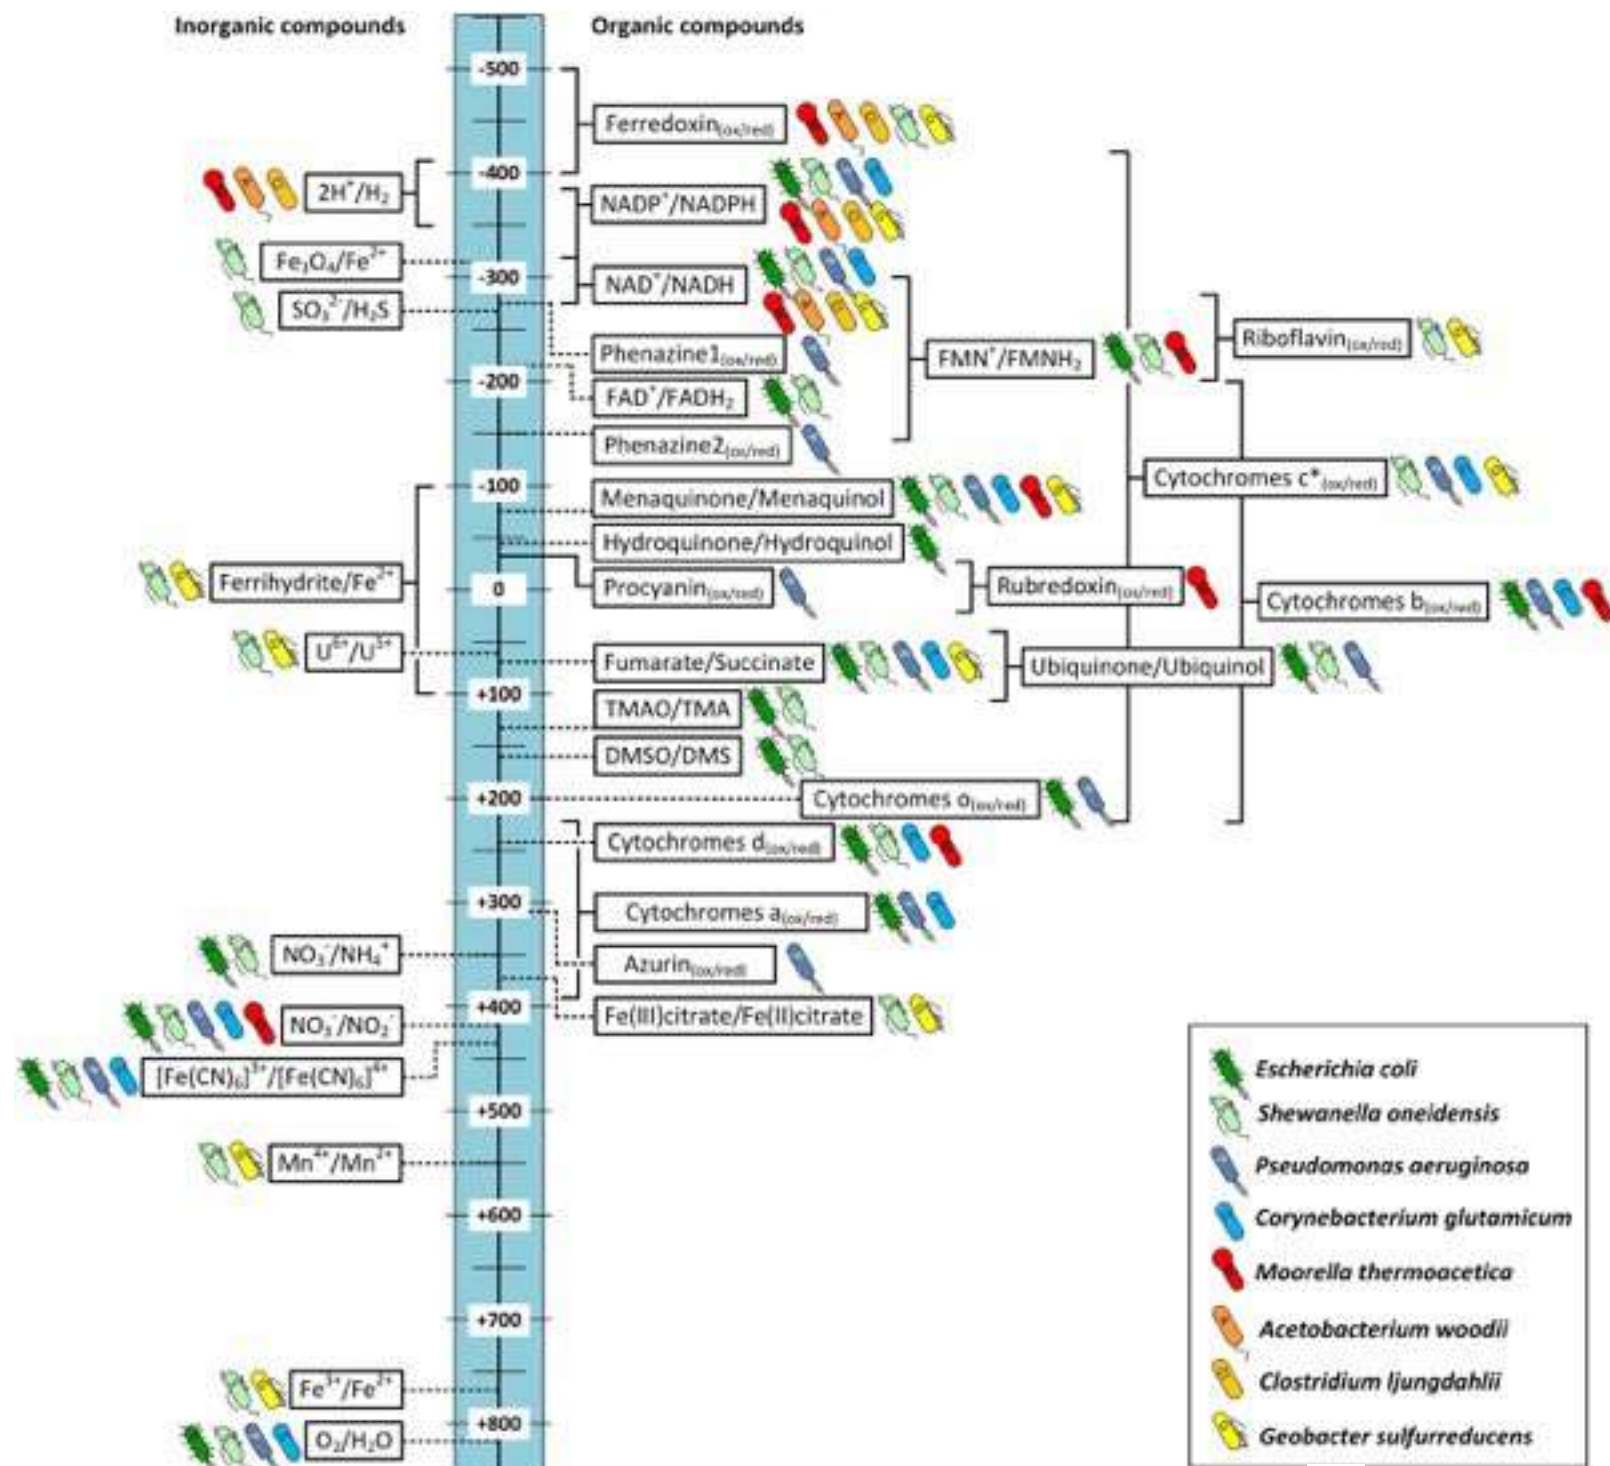 Inorganic compounds
Organic compounds
-500
-400
-300
-200
-100
0
+100
+200
+300
+400
+500
+600
+700
+800
2H⁺/H₂
Fe₃O₄/Fe²⁺
SO₃²⁻/H₂S
Ferrihydrite/Fe²⁺
U⁶⁺/U⁵⁺
NO₃⁻/NH₄⁺
NO₃⁻/NO₂⁻
[Fe(CN)₆]³⁺/[Fe(CN)₆]⁴⁺
Mn⁴⁺/Mn²⁺
Fe³⁺/Fe²⁺
O₂/H₂O
Ferredoxin(ox/red)
NADP⁺/NADPH
NAD⁺/NADH
Phenazine1(ox/red)
FAD⁺/FADH₂
Phenazine2(ox/red)
Menaquinone/Menaquinol
Hydroquinone/Hydroquinol
Procyanin(ox/red)
Fumarate/Succinate
TMAO/TMA
DMSO/DMS
Cytochromes o(ox/red)
Cytochromes d(ox/red)
Cytochromes a(ox/red)
Azurin(ox/red)
Fe(III)citrate/Fe(II)citrate
FMN⁺/FMNH₂
Riboflavin(ox/red)
Cytochromes c*(ox/red)
Rubredoxin(ox/red)
Cytochromes b(ox/red)
Ubiquinone/Ubiquinol
Escherichia coli
Shewanella oneidensis
Pseudomonas aeruginosa
Corynebacterium glutamicum
Moorella thermoacetica
Acetobacterium woodii
Clostridium ljungdahlii
Geobacter sulfurreducens